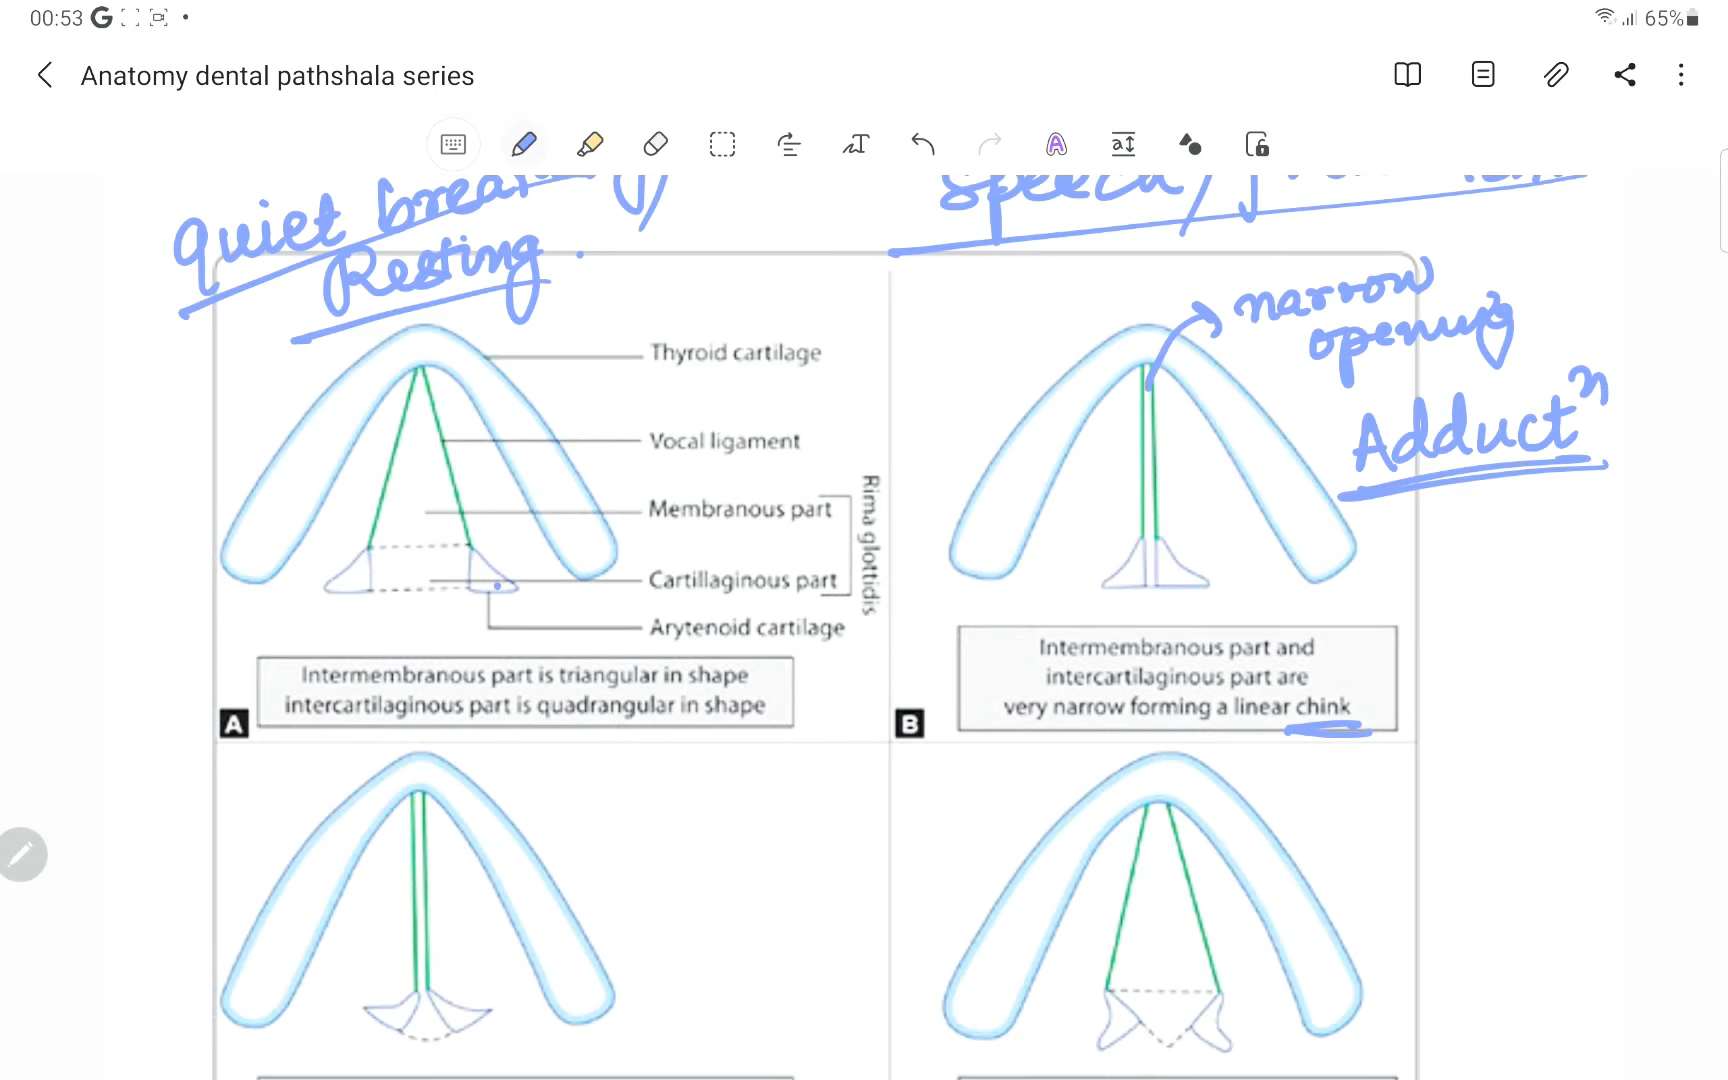 00:53 G
65%
Anatomy dental pathshala series
quiet
Resting.
narrow
opening
Adductⁿ
Thyroid cartilage
Vocal ligament
Membranous part
Cartillaginous part
Arytenoid cartilage
Rima glottidis
Intermembranous part is triangular in shape
intercartilaginous part is quadrangular in shape
A
Intermembranous part and
intercartilaginous part are
very narrow forming a linear chink
B